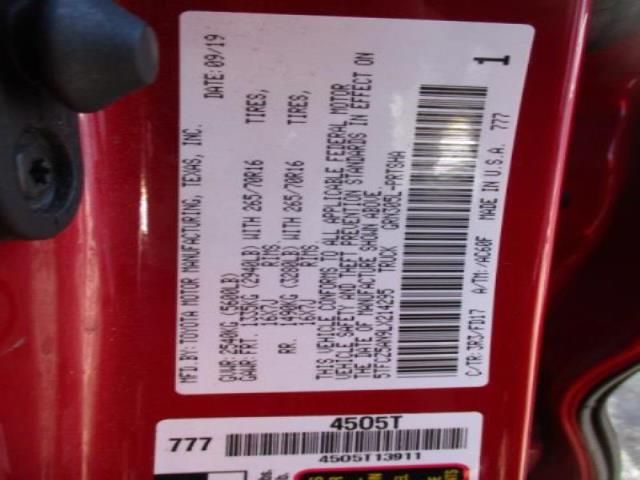 MFD. BY: TOYOTA MOTOR MANUFACTURING, TEXAS, INC.
DATE: 09/19
GVWR: 2540KG (5600LB)
GAWR: FRT. 1335KG (2940LB) WITH 265/70R16 TIRES,
16X7J RIMS.
RR. 1490KG (3280LB) WITH 265/70R16 TIRES,
16X7J RIMS.
THIS VEHICLE CONFORMS TO ALL APPLICABLE FEDERAL MOTOR
VEHICLE SAFETY AND THEFT PREVENTION STANDARDS IN EFFECT ON
THE DATE OF MANUFACTURE SHOWN ABOVE.
5TFCZ5AN9LX214295 TRUCK GRN305L-PRTSHA
C/TR:3R3/FD17 A/TM:/AC60F MADE IN U.S.A. 777
1
777
4505T
4505T13911